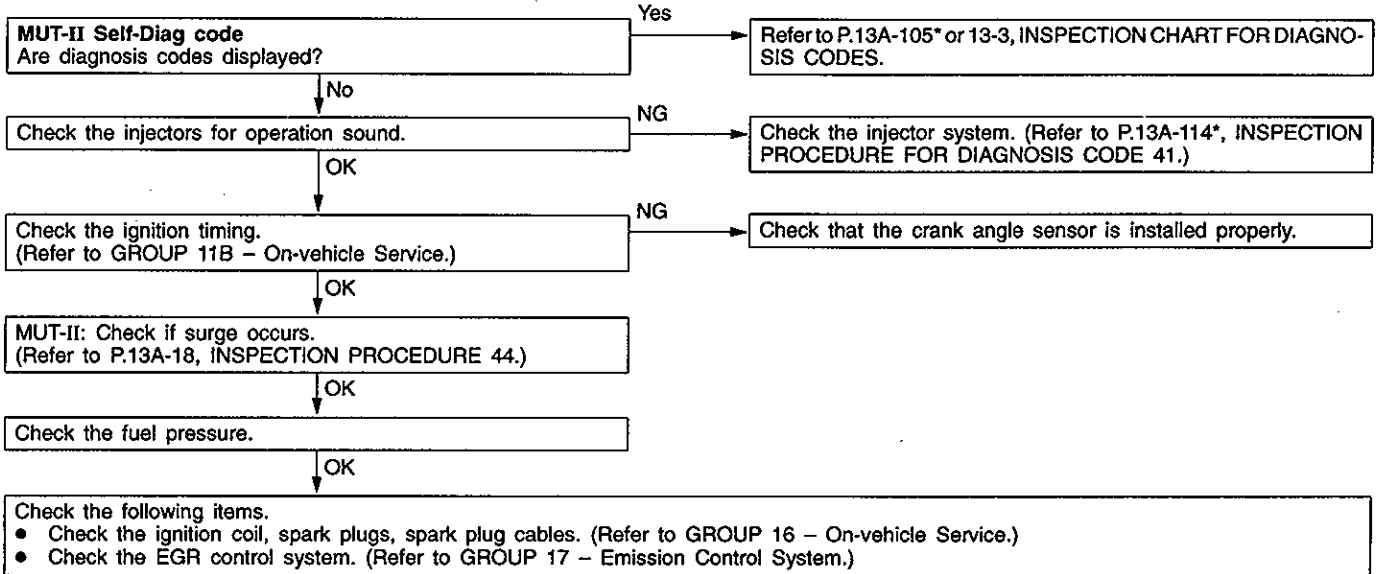 MUT-II Self-Diag code
Are diagnosis codes displayed?
Yes
Refer to P.13A-105* or 13-3, INSPECTION CHART FOR DIAGNO-
SIS CODES.
No
Check the injectors for operation sound.
NG
Check the injector system. (Refer to P.13A-114*, INSPECTION
PROCEDURE FOR DIAGNOSIS CODE 41.)
OK
Check the ignition timing.
(Refer to GROUP 11B – On-vehicle Service.)
NG
Check that the crank angle sensor is installed properly.
OK
MUT-II: Check if surge occurs.
(Refer to P.13A-18, INSPECTION PROCEDURE 44.)
OK
Check the fuel pressure.
OK
Check the following items.
● Check the ignition coil, spark plugs, spark plug cables. (Refer to GROUP 16 – On-vehicle Service.)
● Check the EGR control system. (Refer to GROUP 17 – Emission Control System.)